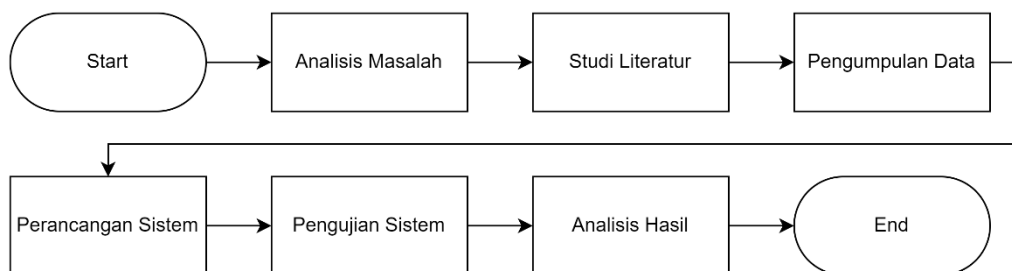 Start
Analisis Masalah
Studi Literatur
Pengumpulan Data
Perancangan Sistem
Pengujian Sistem
Analisis Hasil
End